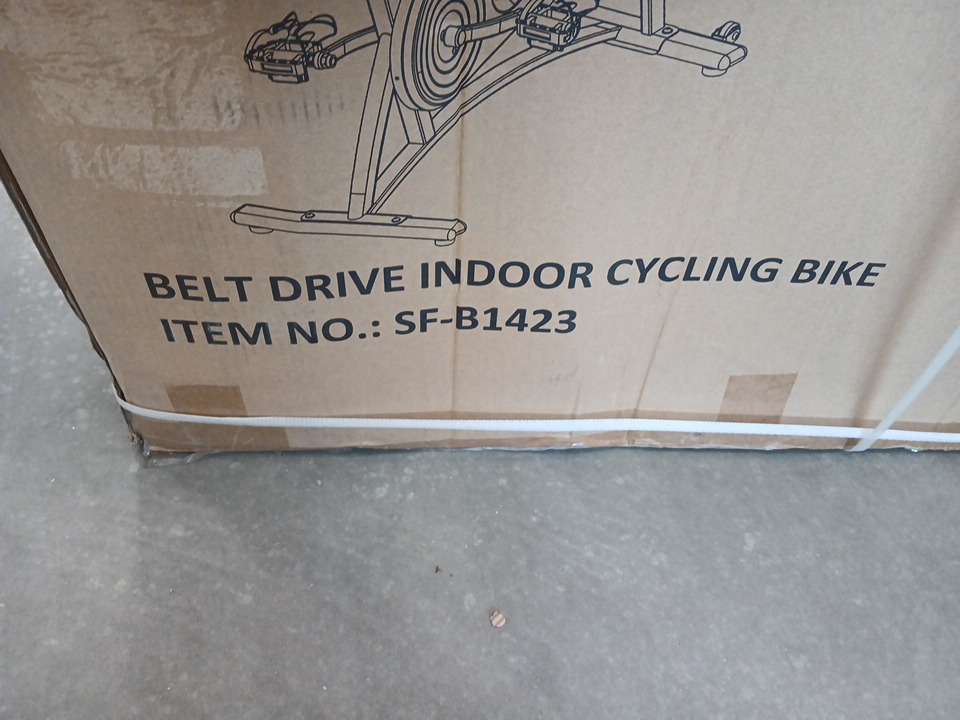 BELT DRIVE INDOOR CYCLING BIKE
ITEM NO.: SF-B1423